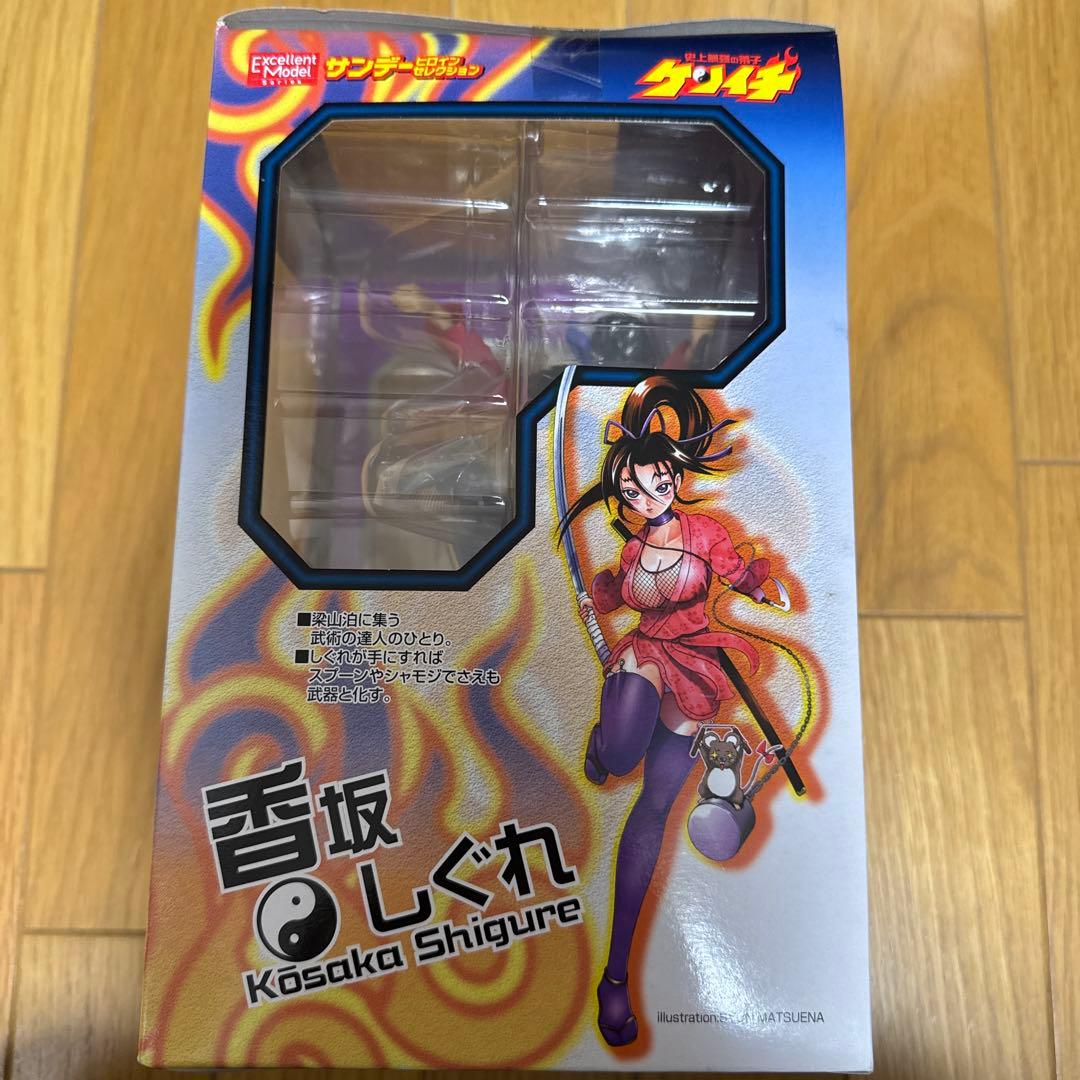 Excellent
Model
Series
サンデー ヒロイン
セレクション
史上最強の弟子
ケンイチ
■梁山泊に集う
武術の達人のひとり。
■しぐれが手にすれば
スプーンやシャモジでさえも
武器と化す。
香坂
しぐれ
Kōsaka Shigure
illustration:SYUN MATSUENA